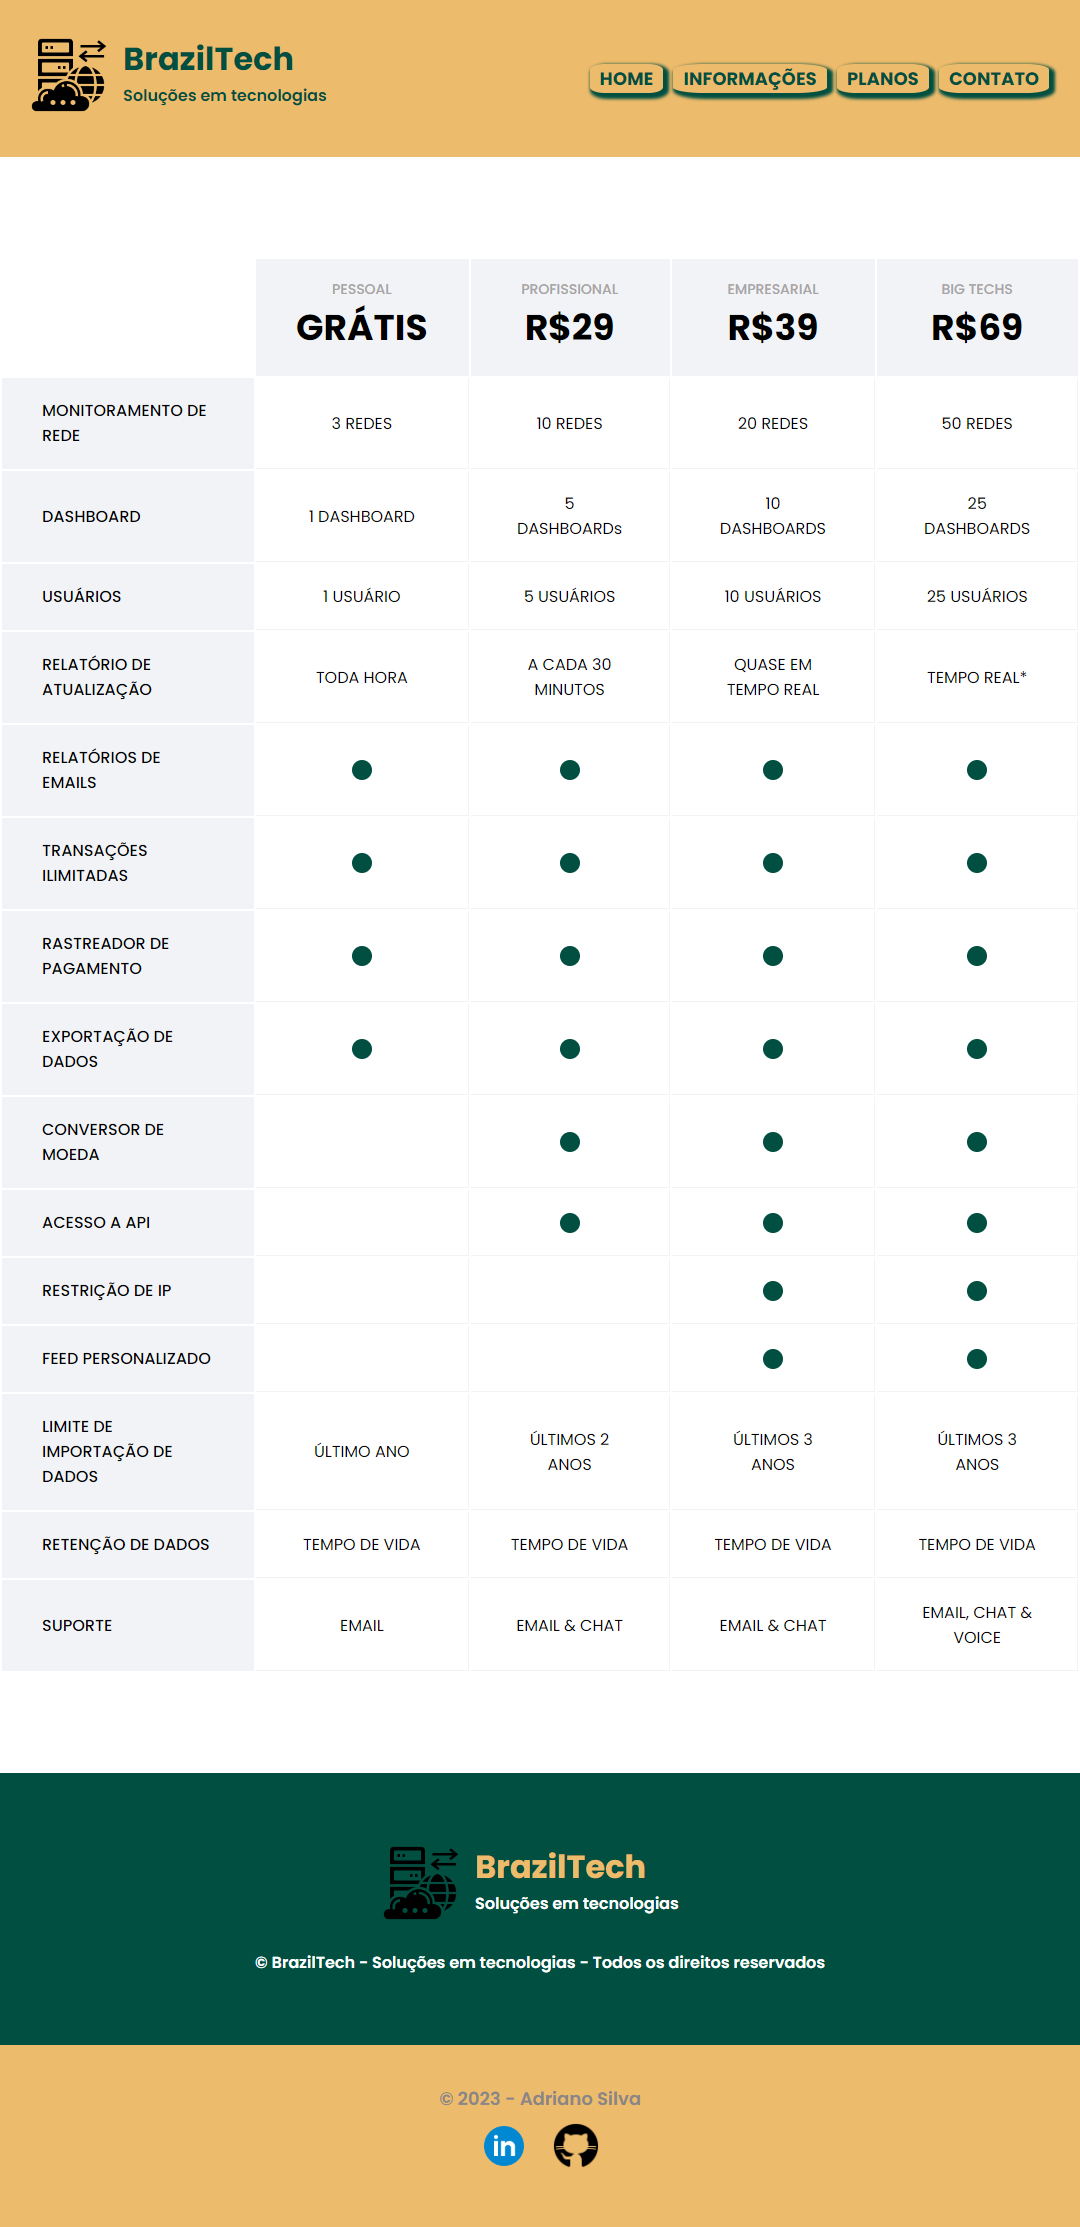 BrazilTech
Soluções em tecnologias
HOME INFORMAÇÕES PLANOS CONTATO
PESSOAL PROFISSIONAL EMPRESARIAL BIG TECHS
GRÁTIS R$29 R$39 R$69
MONITORAMENTO DE
REDE
3 REDES 10 REDES 20 REDES 50 REDES
DASHBOARD
1 DASHBOARD
5
DASHBOARDs
10
DASHBOARDS
25
DASHBOARDS
USUÁRIOS 1 USUÁRIO 5 USUÁRIOS 10 USUÁRIOS 25 USUÁRIOS
RELATÓRIO DE
ATUALIZAÇÃO
TODA HORA
A CADA 30
MINUTOS
QUASE EM
TEMPO REAL
TEMPO REAL*
RELATÓRIOS DE
EMAILS
TRANSAÇÕES
ILIMITADAS
RASTREADOR DE
PAGAMENTO
EXPORTAÇÃO DE
DADOS
CONVERSOR DE
MOEDA
ACESSO A API
RESTRIÇÃO DE IP
FEED PERSONALIZADO
LIMITE DE
IMPORTAÇÃO DE
DADOS
ÚLTIMO ANO
ÚLTIMOS 2
ANOS
ÚLTIMOS 3
ANOS
ÚLTIMOS 3
ANOS
RETENÇÃO DE DADOS TEMPO DE VIDA TEMPO DE VIDA TEMPO DE VIDA TEMPO DE VIDA
SUPORTE EMAIL EMAIL & CHAT EMAIL & CHAT
EMAIL, CHAT &
VOICE
BrazilTech
Soluções em tecnologias
© BrazilTech - Soluções em tecnologias - Todos os direitos reservados
© 2023 - Adriano Silva
in